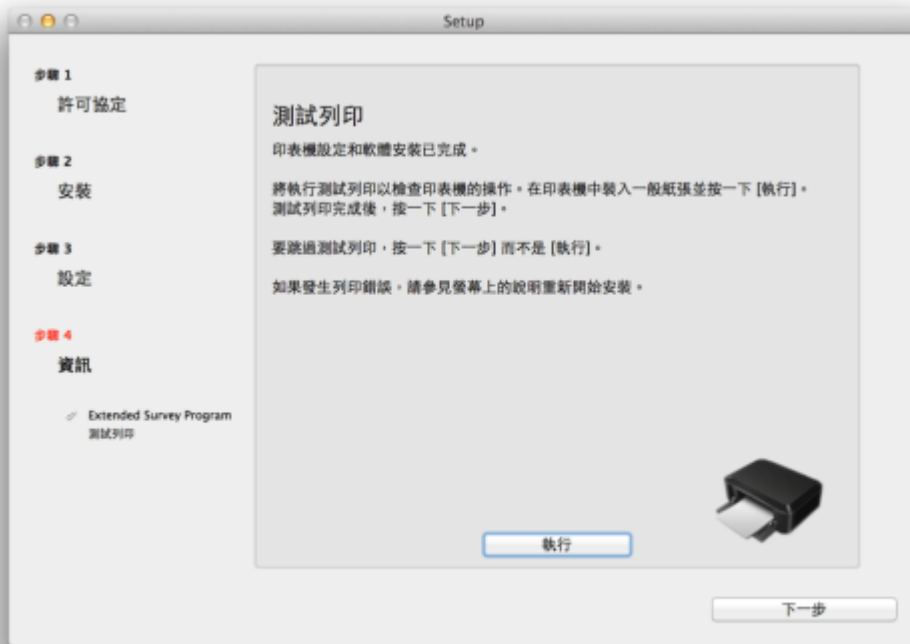 Setup
步驟 1
許可協定
步驟 2
安裝
步驟 3
設定
步驟 4
資訊
Extended Survey Program
測試列印
測試列印
印表機設定和軟體安裝已完成。
將執行測試列印以檢查印表機的操作。在印表機中裝入一般紙張並按一下 [執行]。
測試列印完成後，按一下 [下一步]。
要跳過測試列印，按一下 [下一步] 而不是 [執行]。
如果發生列印錯誤，請參見螢幕上的說明重新開始安裝。
執行
下一步